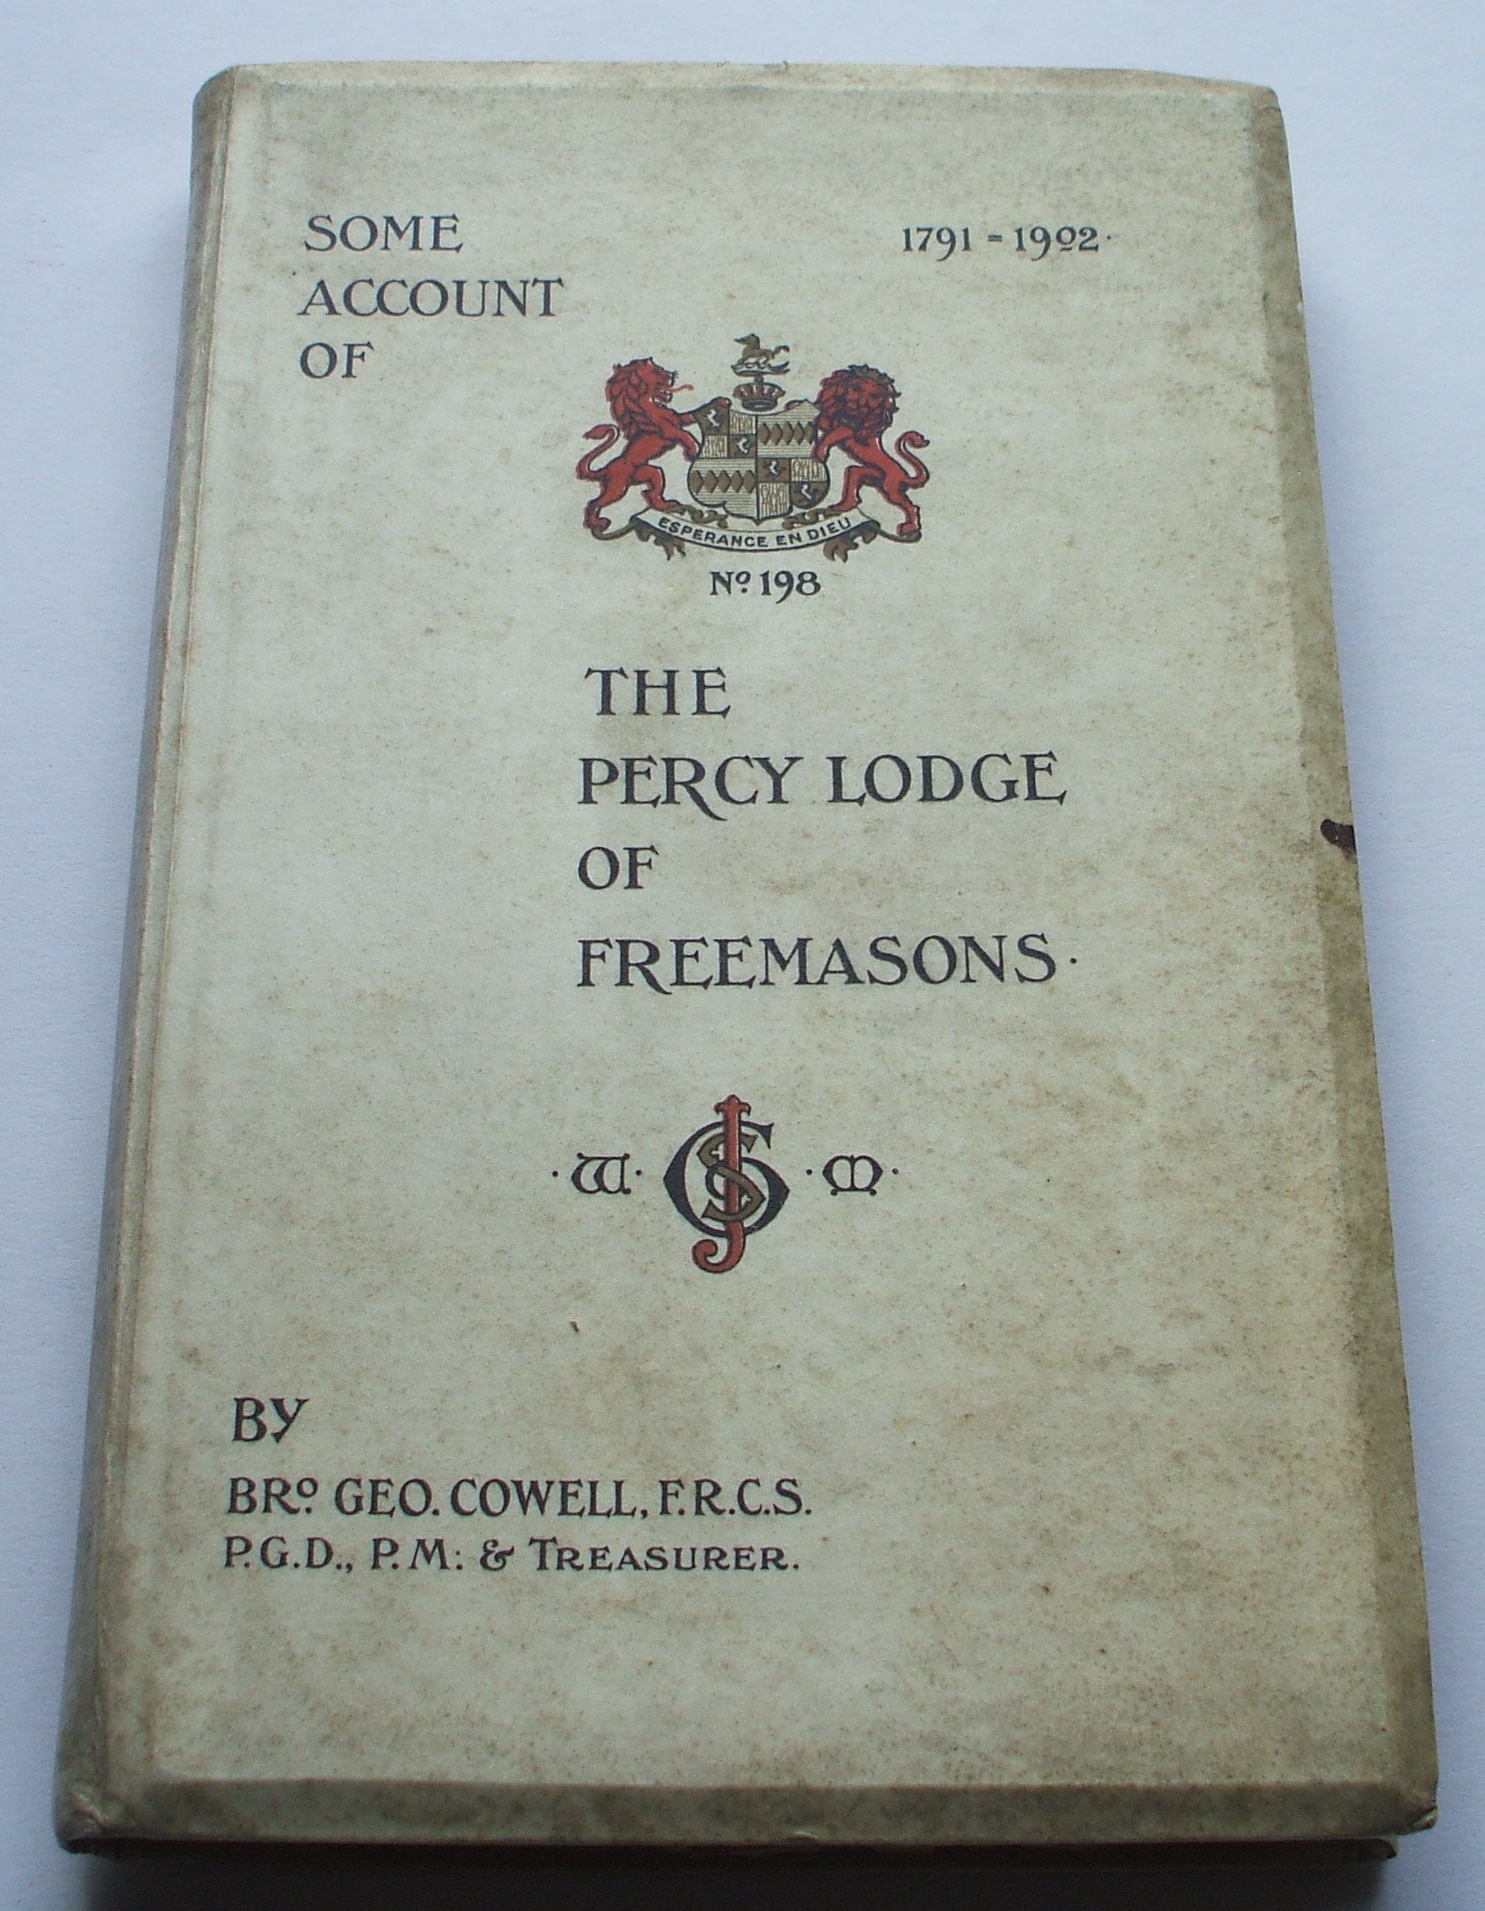 SOME
ACCOUNT
OF
1791 - 1902.
ESPERANCE EN DIEU
Nº 198
THE
PERCY LODGE
OF
FREEMASONS.
· W · GSJ · M ·
BY
BRº GEO. COWELL, F.R.C.S.
P.G.D., P.M: & TREASURER.